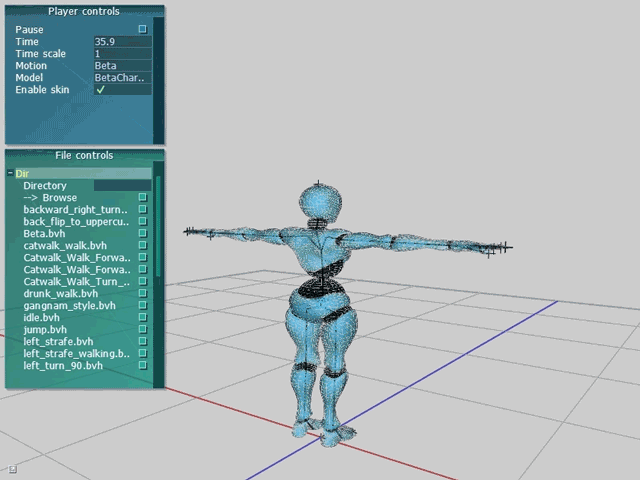 Player controls
Pause
Time 35.9
Time scale 1
Motion Beta
Model BetaChar..
Enable skin
File controls
Dir
Directory
--> Browse
backward_right_turn..
back_flip_to_uppercu..
Beta.bvh
catwalk_walk.bvh
Catwalk_Walk_Forwa..
Catwalk_Walk_Forwa..
Catwalk_Walk_Turn_..
drunk_walk.bvh
gangnam_style.bvh
idle.bvh
jump.bvh
left_strafe.bvh
left_strafe_walking.b..
left_turn_90.bvh